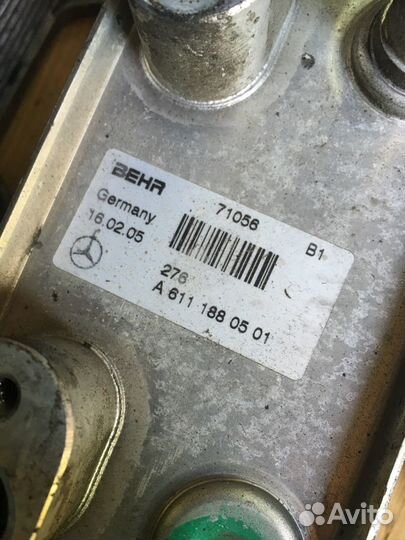 BEHR 71056 B1
Germany
16.02.05
276
A 611 188 05 01
Avito